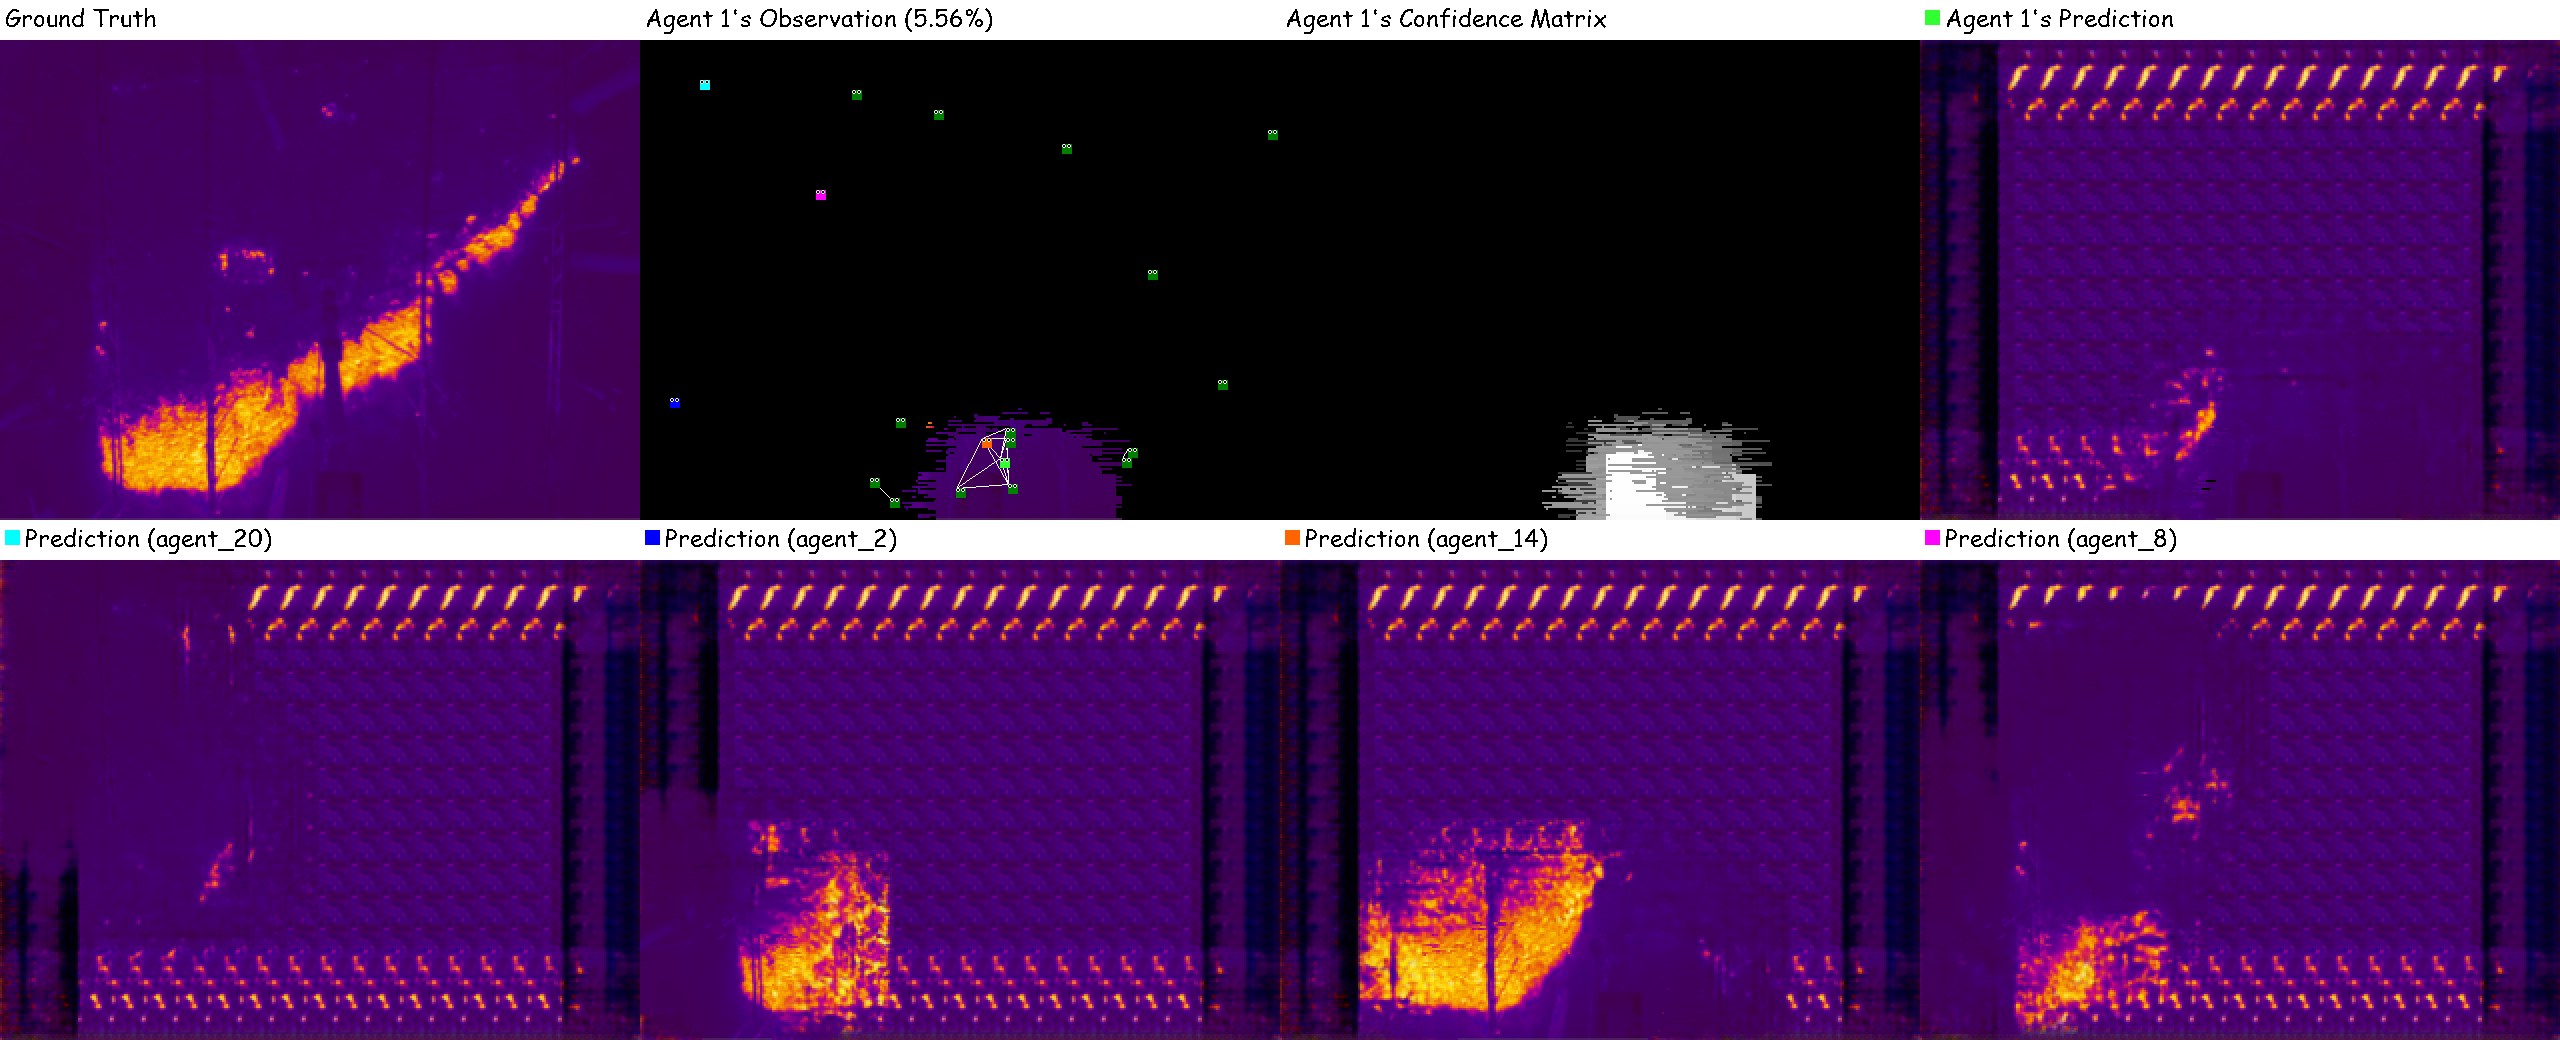 Ground Truth
Agent 1's Observation (5.56%)
Agent 1's Confidence Matrix
Agent 1's Prediction
Prediction (agent_20)
Prediction (agent_2)
Prediction (agent_14)
Prediction (agent_8)